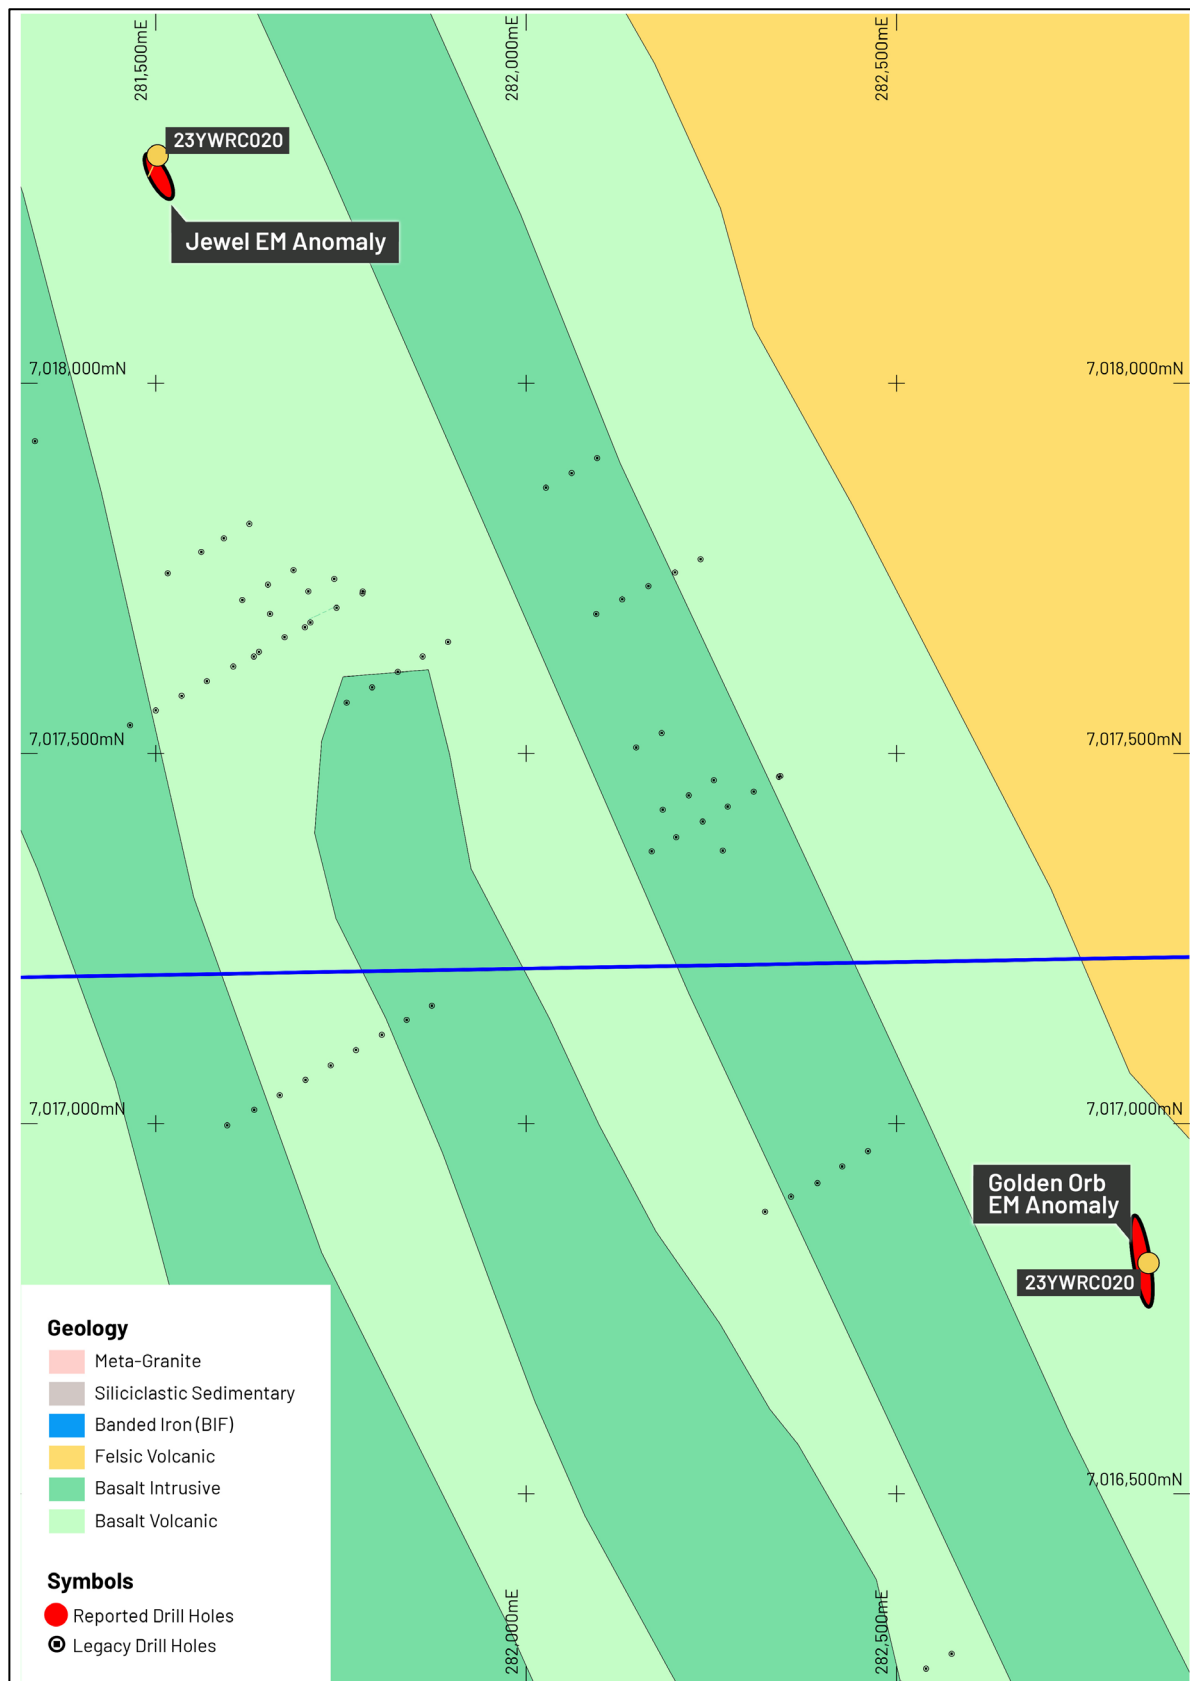 281,500mE
282,000mE
282,500mE
23YWRC020
Jewel EM Anomaly
7,018,000mN
7,018,000mN
7,017,500mN
7,017,500mN
7,017,000mN
7,017,000mN
Golden Orb
EM Anomaly
23YWRC020
Geology
Meta-Granite
Siliciclastic Sedimentary
Banded Iron (BIF)
Felsic Volcanic
Basalt Intrusive
Basalt Volcanic
7,016,500mN
Symbols
Reported Drill Holes
Legacy Drill Holes
282,000mE
282,500mE